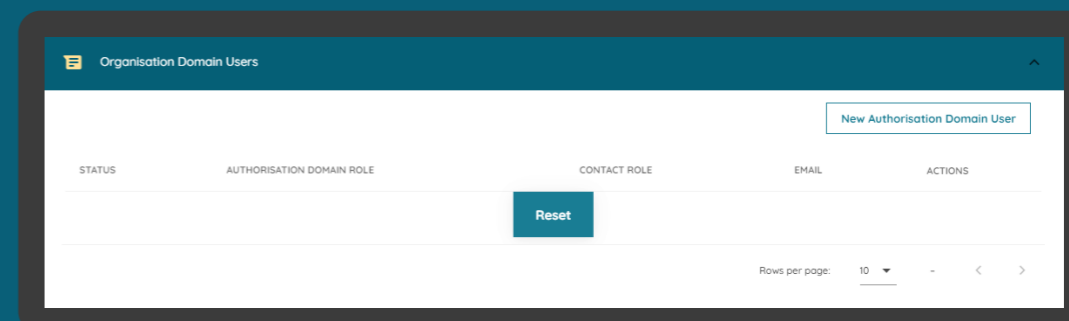 Organisation Domain Users
New Authorisation Domain User
STATUS AUTHORISATION DOMAIN ROLE CONTACT ROLE EMAIL ACTIONS
Reset
Rows per page: 10 -